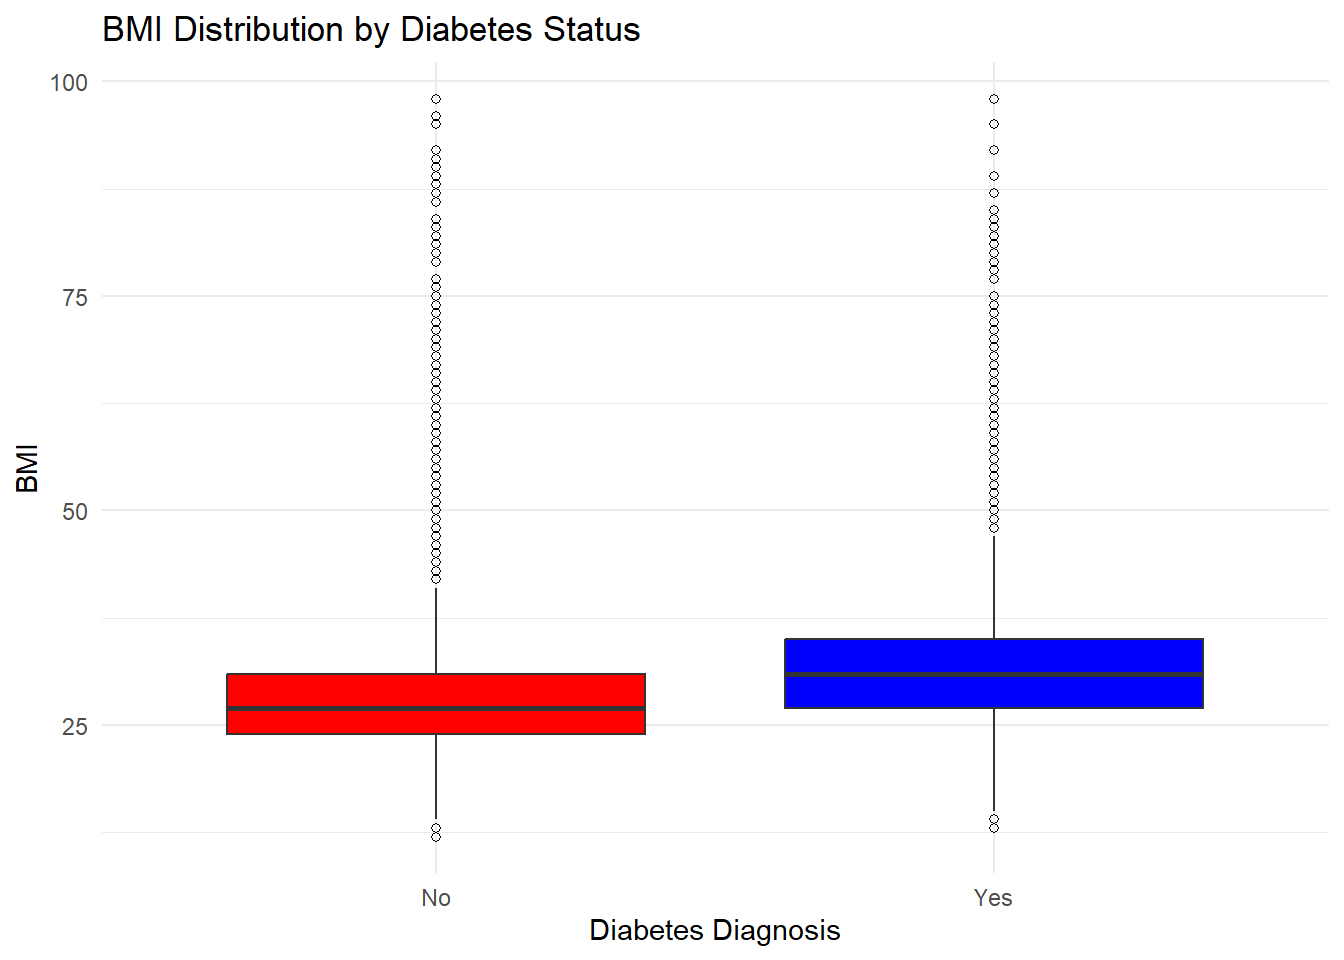 BMI Distribution by Diabetes Status
100
75
50
25
BMI
No
Yes
Diabetes Diagnosis